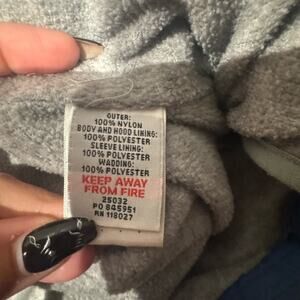 OUTER:
100% NYLON
BODY AND HOOD LINING:
100% POLYESTER
SLEEVE LINING:
100% POLYESTER
WADDING:
100% POLYESTER
KEEP AWAY
FROM FIRE
25032
PO 845951
RN 118027